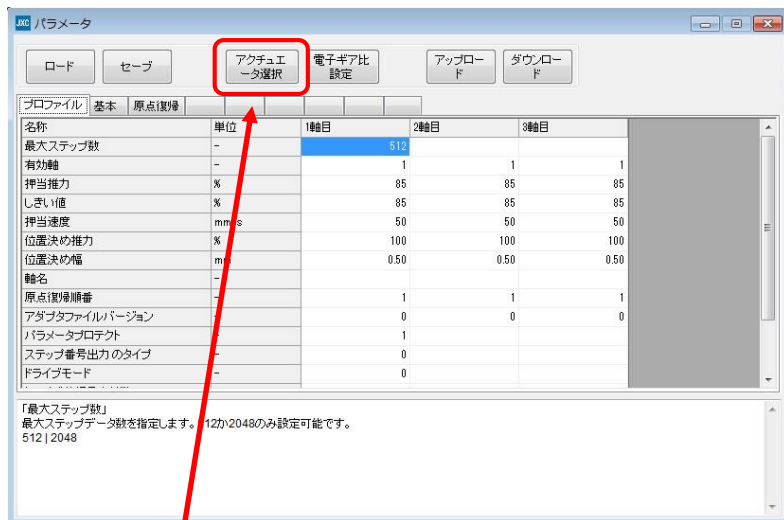 JXC パラメータ
ロード
セーブ
アクチュエ
ータ選択
電子ギア比
設定
アップロー
ド
ダウンロー
ド
プロファイル 基本 原点復帰
名称 単位 1軸目 2軸目 3軸目
最大ステップ数 - 512
有効軸 - 1 1 1
押当推力 % 85 85 85
しきい値 % 85 85 85
押当速度 mm/s 50 50 50
位置決め推力 % 100 100 100
位置決め幅 mm 0.50 0.50 0.50
軸名 -
原点復帰順番 - 1 1 1
アダプタファイルバージョン 0 0 0
パラメータプロテクト - 1
ステップ番号出力のタイプ - 0
ドライブモード - 0
「最大ステップ数」
最大ステップデータ数を指定します。512か2048のみ設定可能です。
512 | 2048